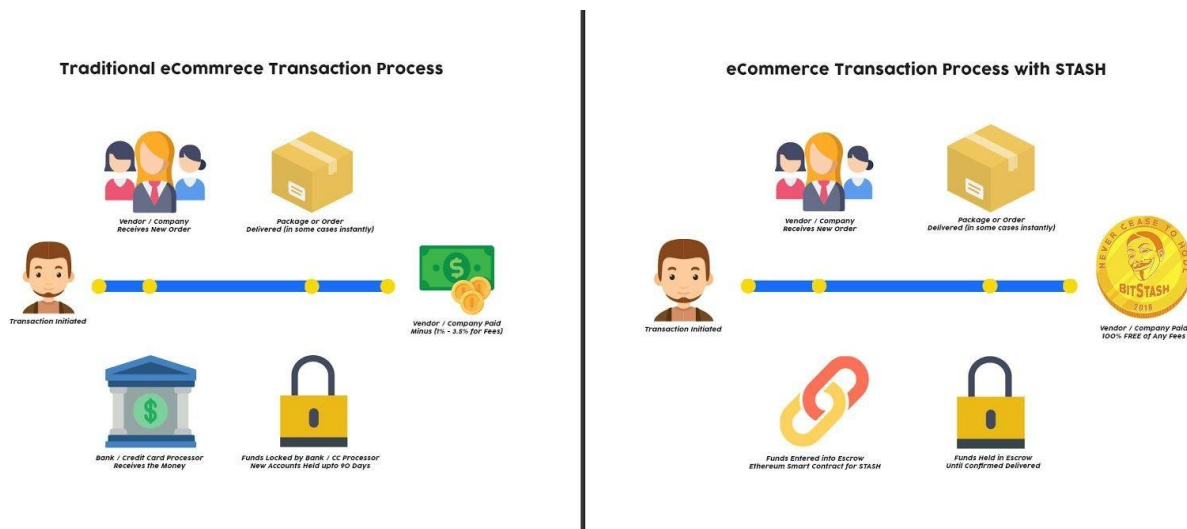 Traditional eCommrece Transaction Process
Vendor / Company
Receives New Order
Package or Order
Delivered (in some cases instantly)
Transaction Initiated
$
Vendor / Company Paid
Minus (1% - 3.5% for Fees)
$
Bank / Credit Card Processor
Receives the Money
Funds Locked by Bank / CC Processor
New Accounts Held upto 90 Days
eCommerce Transaction Process with STASH
Vendor / Company
Receives New Order
Package or Order
Delivered (in some cases instantly)
Transaction Initiated
NEVER CEASE TO HODL
BITSTASH
2018
Vendor / Company Paid
100% FREE of Any Fees
Funds Entered into Escrow
Ethereum Smart Contract for STASH
Funds Held in Escrow
Until Confirmed Delivered